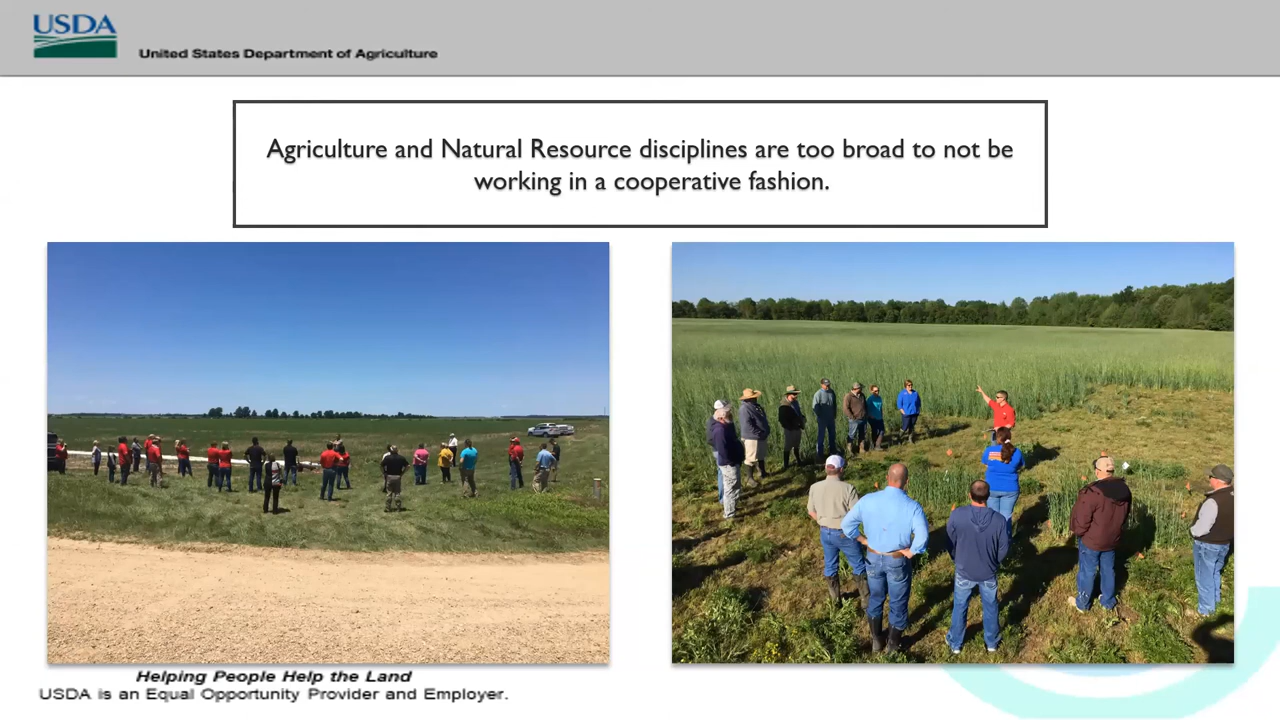 USDA
United States Department of Agriculture
Agriculture and Natural Resource disciplines are too broad to not be
working in a cooperative fashion.
Helping People Help the Land
USDA is an Equal Opportunity Provider and Employer.